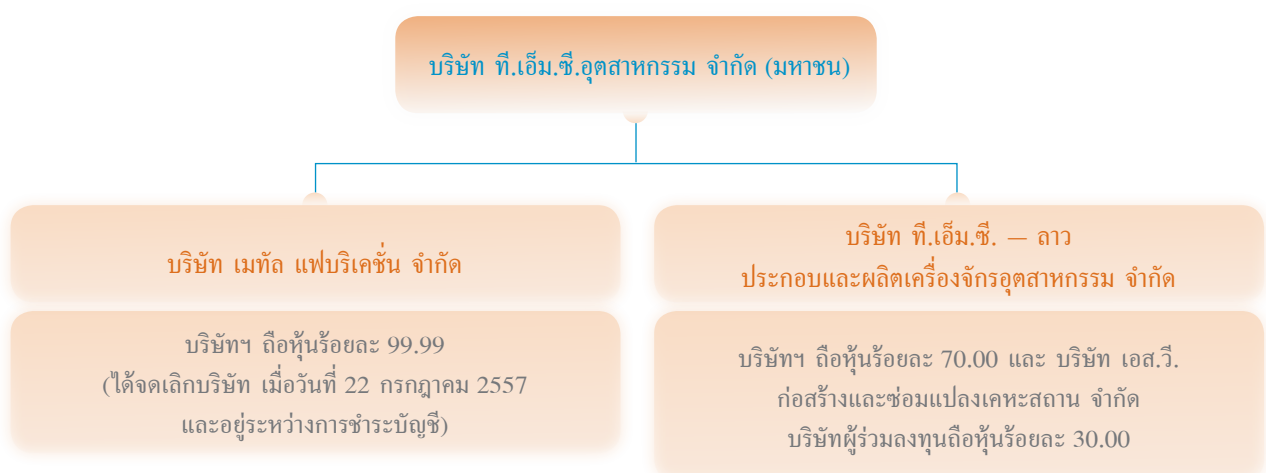 บริษัท ที.เอ็ม.ซี.อุตสาหกรรม จำกัด (มหาชน)
บริษัท เมทัล แฟบริเคชั่น จำกัด
บริษัทฯ ถือหุ้นร้อยละ 99.99
(ได้จดเลิกบริษัท เมื่อวันที่ 22 กรกฎาคม 2557
และอยู่ระหว่างการชำระบัญชี)
บริษัท ที.เอ็ม.ซี. – ลาว
ประกอบและผลิตเครื่องจักรอุตสาหกรรม จำกัด
บริษัทฯ ถือหุ้นร้อยละ 70.00 และ บริษัท เอส.วี.
ก่อสร้างและซ่อมแปลงเคหะสถาน จำกัด
บริษัทผู้ร่วมลงทุนถือหุ้นร้อยละ 30.00